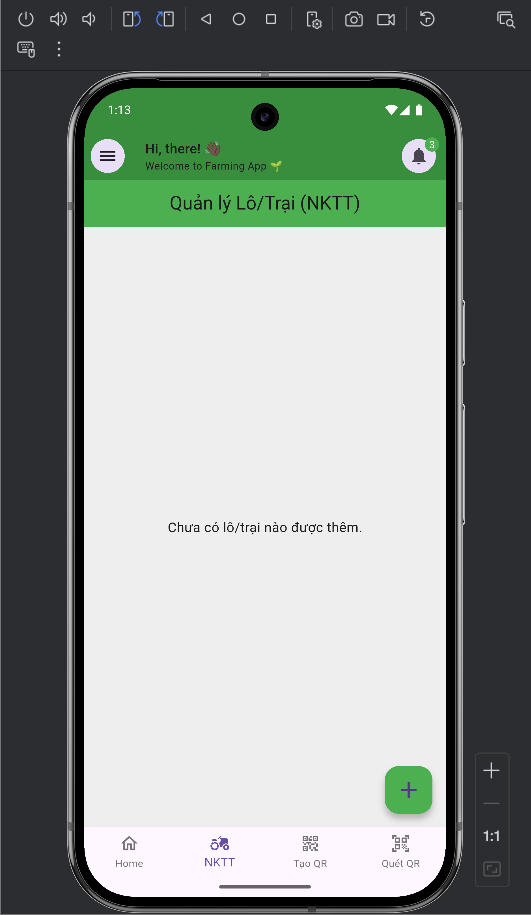 1:13
Hi, there! 👋🏿
3
Welcome to Farming App 🌱
Quản lý Lô/Trại (NKTT)
Chưa có lô/trại nào được thêm.
Home
NKTT
Tạo QR
Quét QR
1:1